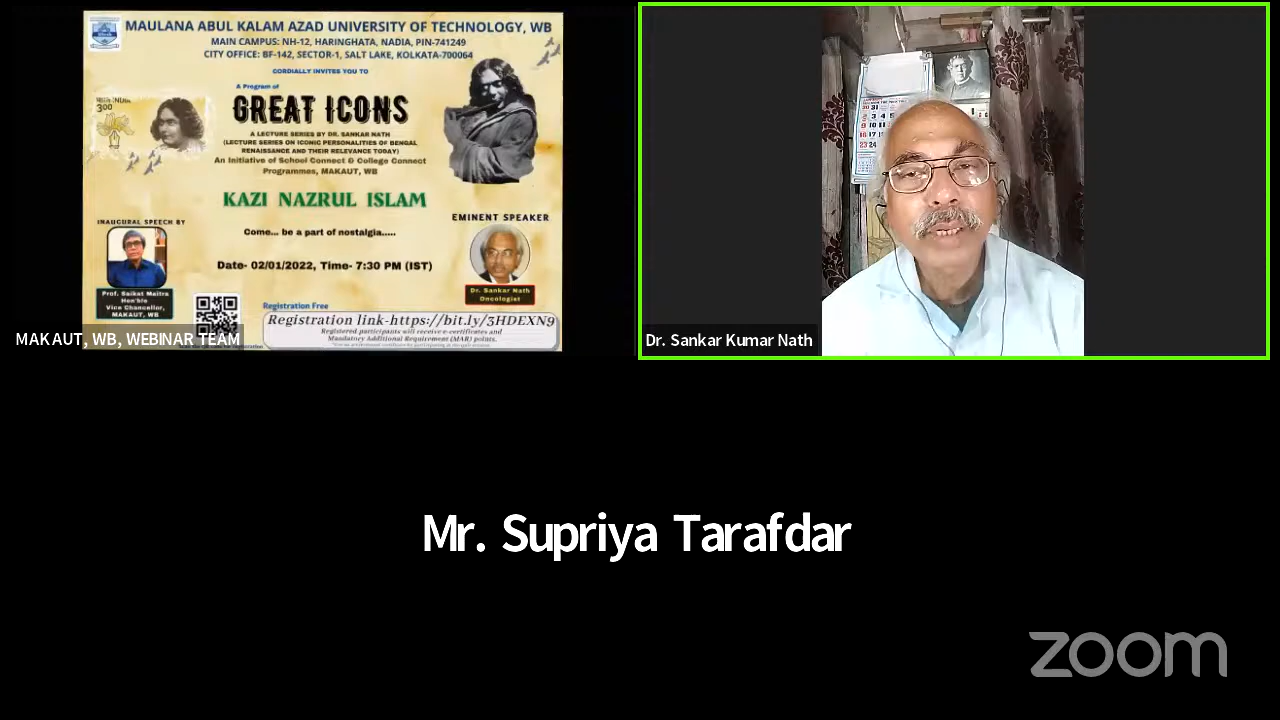 MAULANA ABUL KALAM AZAD UNIVERSITY OF TECHNOLOGY, WB
MAIN CAMPUS: NH-12, HARINGHATA, NADIA, PIN-741249
CITY OFFICE: BF-142, SECTOR-1, SALT LAKE, KOLKATA-700064
CORDIALLY INVITES YOU TO
A Program of
GREAT ICONS
300
A LECTURE SERIES BY DR. SANKAR NATH
(LECTURE SERIES ON ICONIC PERSONALITIES OF BENGAL
RENAISSANCE AND THEIR RELEVANCE TODAY)
An Initiative of School Connect & College Connect
Programmes, MAKAUT, WB
KAZI NAZRUL ISLAM
INAUGURAL SPEECH BY
EMINENT SPEAKER
Come... be a part of nostalgia.....
Date- 02/01/2022, Time- 7:30 PM (IST)
Prof. Saikat Maitra
Hon'ble
Vice Chancellor,
MAKAUT, WB
Dr. Sankar Nath
Oncologist
Registration Free
Registration link-https://bit.ly/3HDEXN9
Registered participants will receive e-certificates and
Mandatory Additional Requirement (MAR) points.
MAKAUT, WB, WEBINAR TEAM
Dr. Sankar Kumar Nath
Mr. Supriya Tarafdar
zoom